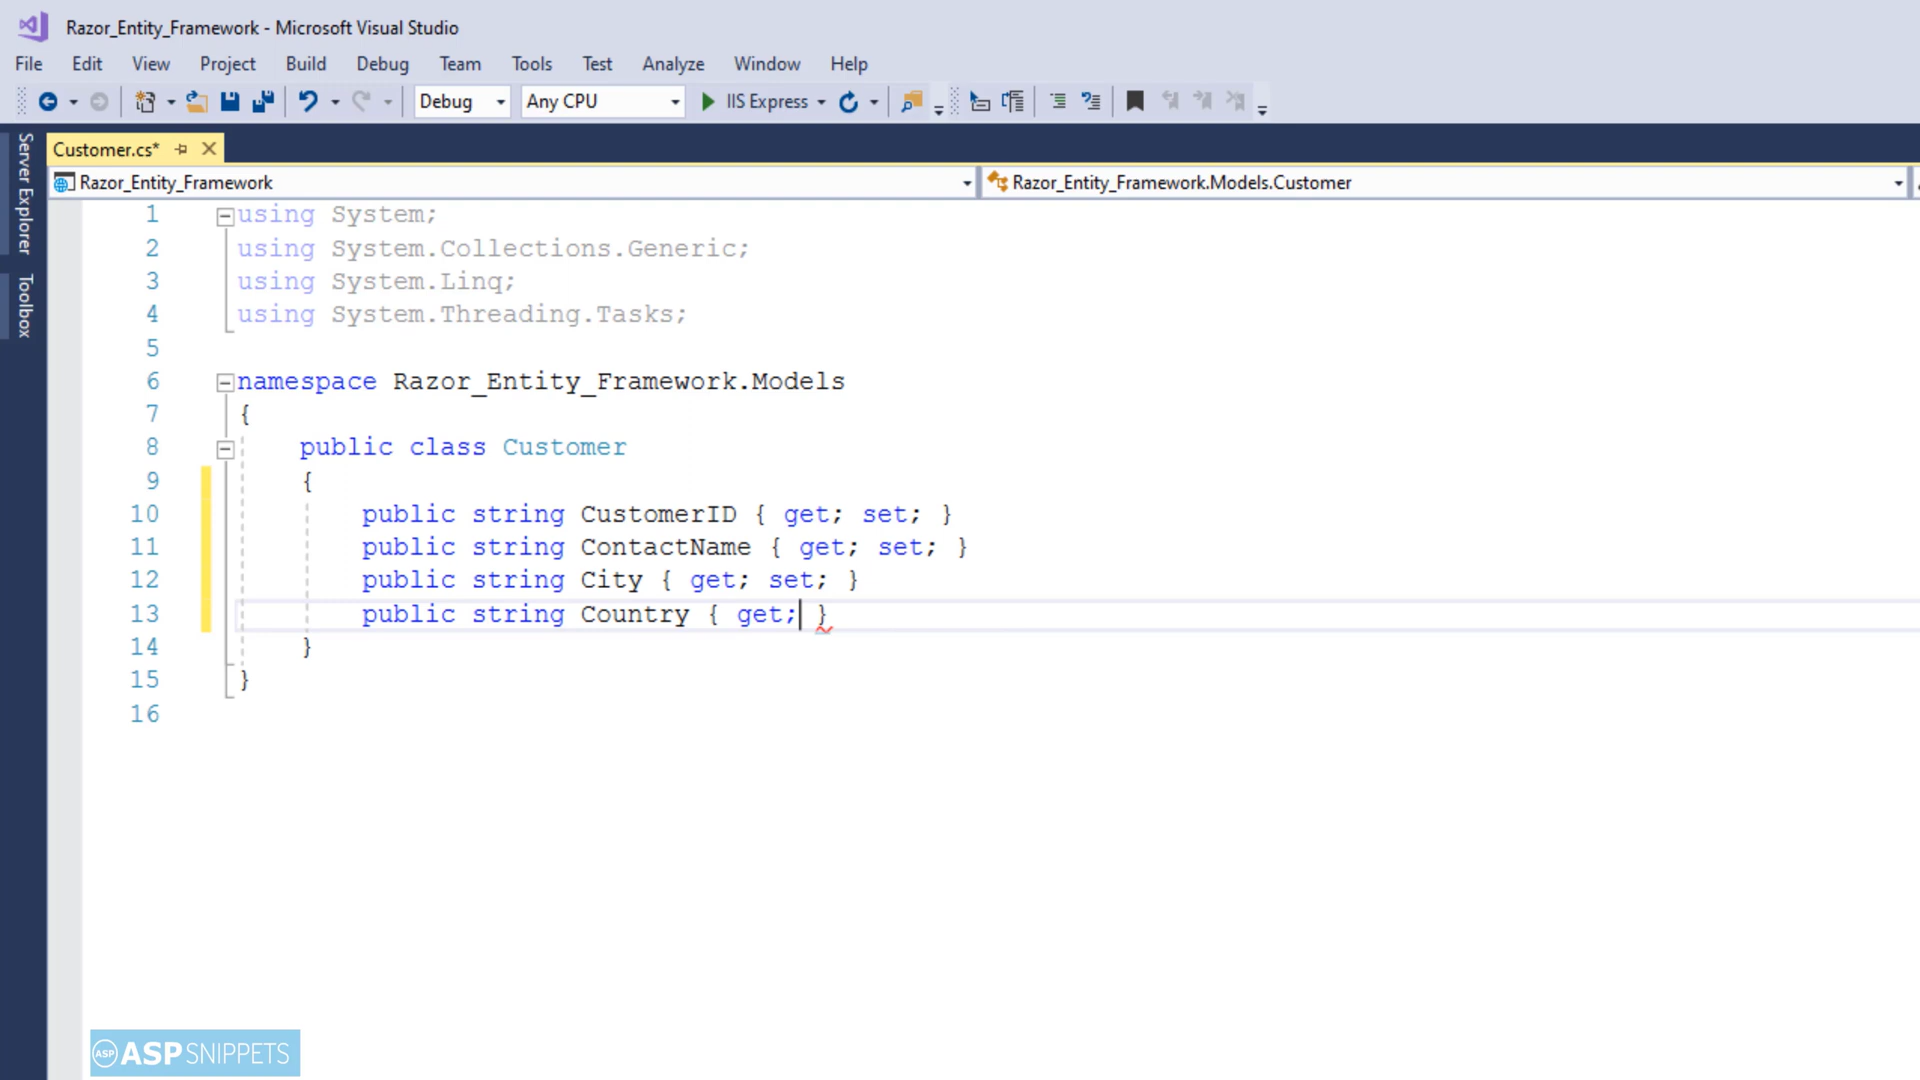 Razor_Entity_Framework - Microsoft Visual Studio
File Edit View Project Build Debug Team Tools Test Analyze Window Help
Debug Any CPU IIS Express
Server Explorer
Toolbox
Customer.cs*
Razor_Entity_Framework Razor_Entity_Framework.Models.Customer
1 using System;
2 using System.Collections.Generic;
3 using System.Linq;
4 using System.Threading.Tasks;
5
6 namespace Razor_Entity_Framework.Models
7 {
8 public class Customer
9 {
10 public string CustomerID { get; set; }
11 public string ContactName { get; set; }
12 public string City { get; set; }
13 public string Country { get; }
14 }
15 }
16
ASP ASPSNIPPETS